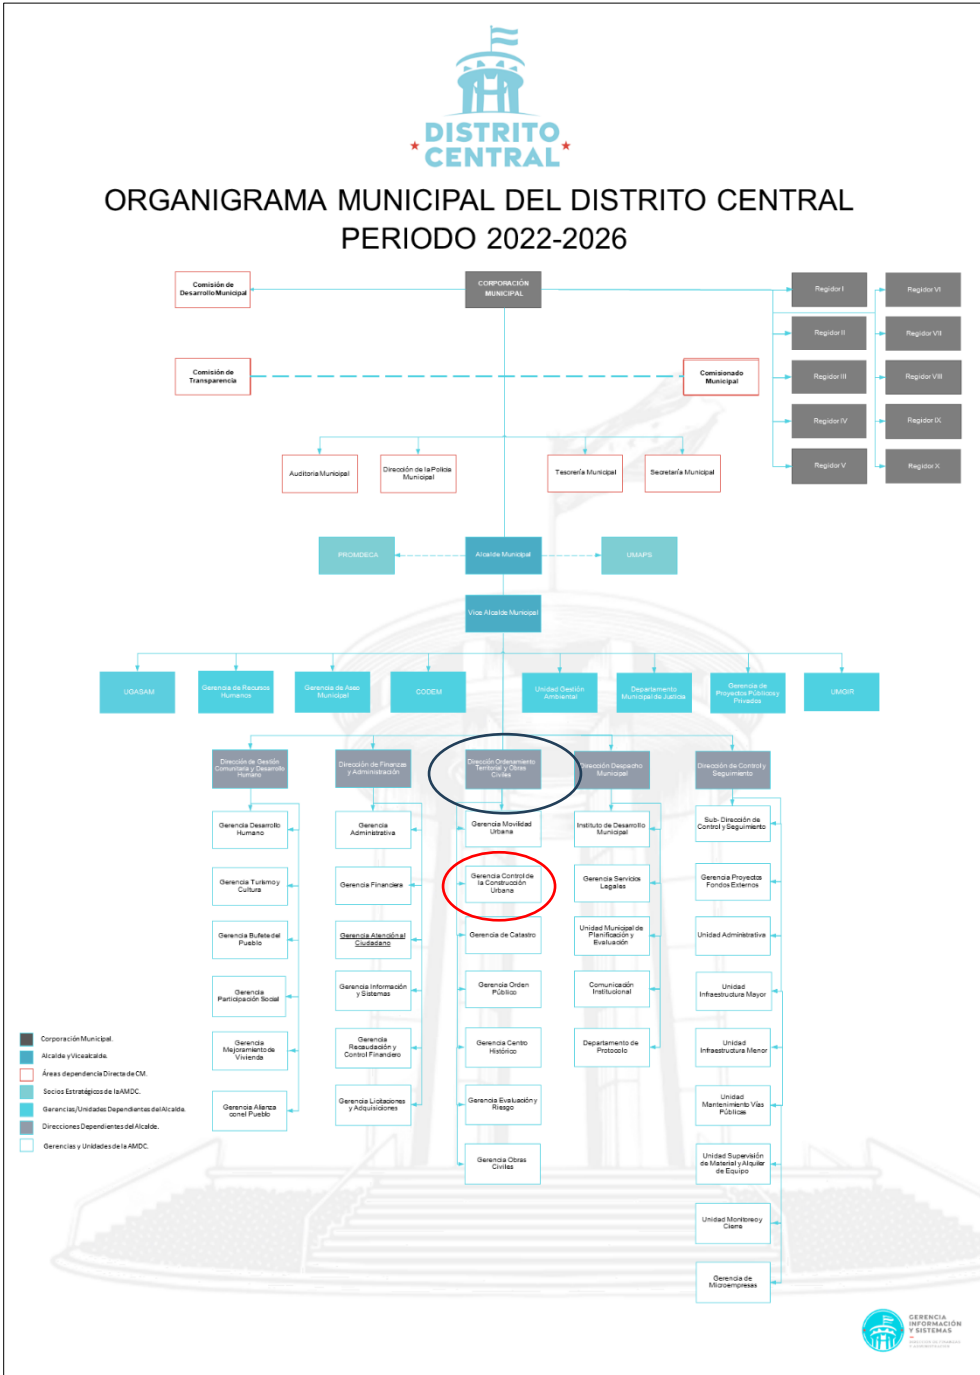 DISTRITO
CENTRAL
ORGANIGRAMA MUNICIPAL DEL DISTRITO CENTRAL
PERIODO 2022-2026
Comisión de
Desarrollo Municipal
CORPORACIÓN
MUNICIPAL
Regidor I
Regidor VI
Regidor II
Regidor VII
Comisión de
Transparencia
Comisionado
Municipal
Regidor III
Regidor VIII
Regidor IV
Regidor IX
Regidor V
Regidor X
Auditoria Municipal
Dirección de la Policia
Municipal
Tesorería Municipal
Secretaría Municipal
PROMDECA
Alcalde Municipal
UMAPS
Vice Alcalde Municipal
UGASAM
Gerencia de Recursos
Humanos
Gerencia de Aseo
Municipal
CODEM
Unidad Gestión
Ambiental
Departamento
Municipal de Justicia
Gerencia de
Proyectos Públicos y
Privados
UMGIR
Dirección de Gestión
Comunitaria y Desarrollo
Humano
Dirección de Finanzas
y Administración
Dirección Ordenamiento
Territorial y Obras
Civiles
Dirección Despacho
Municipal
Dirección de Control y
Seguimiento
Gerencia Desarrollo
Humano
Gerencia
Administrativa
Gerencia Movilidad
Urbana
Instituto de Desarrollo
Municipal
Sub- Dirección de
Control y Seguimiento
Gerencia Turismo y
Cultura
Gerencia Financiera
Gerencia Control de
la Construcción
Urbana
Gerencia Servicios
Legales
Gerencia Proyectos
Fondos Externos
Gerencia Bufete del
Pueblo
Gerencia Atención al
Ciudadano
Gerencia de Catastro
Unidad Municipal de
Planificación y
Evaluación
Unidad Administrativa
Gerencia
Participación Social
Gerencia Información
y Sistemas
Gerencia Orden
Público
Comunicación
Institucional
Unidad
Infraestructura Mayor
Gerencia
Mejoramiento de
Vivienda
Gerencia
Recaudación y
Control Financiero
Gerencia Centro
Histórico
Departamento de
Protocolo
Unidad
Infraestructura Menor
Gerencia Alianza
con el Pueblo
Gerencia Licitaciones
y Adquisiciones
Gerencia Evaluación y
Riesgo
Unidad
Mantenimiento Vías
Públicas
Gerencia Obras
Civiles
Unidad Supervisión
de Material y Alquiler
de Equipo
Unidad Monitoreo y
Cierre
Gerencia de
Microempresas
Corporación Municipal.
Alcalde y Vicealcalde.
Áreas dependencia Directa de CM.
Socios Estratégicos de la AMDC.
Gerencias/Unidades Dependientes del Alcalde.
Direcciones Dependientes del Alcalde.
Gerencias y Unidades de la AMDC.
GERENCIA
INFORMACIÓN
Y SISTEMAS